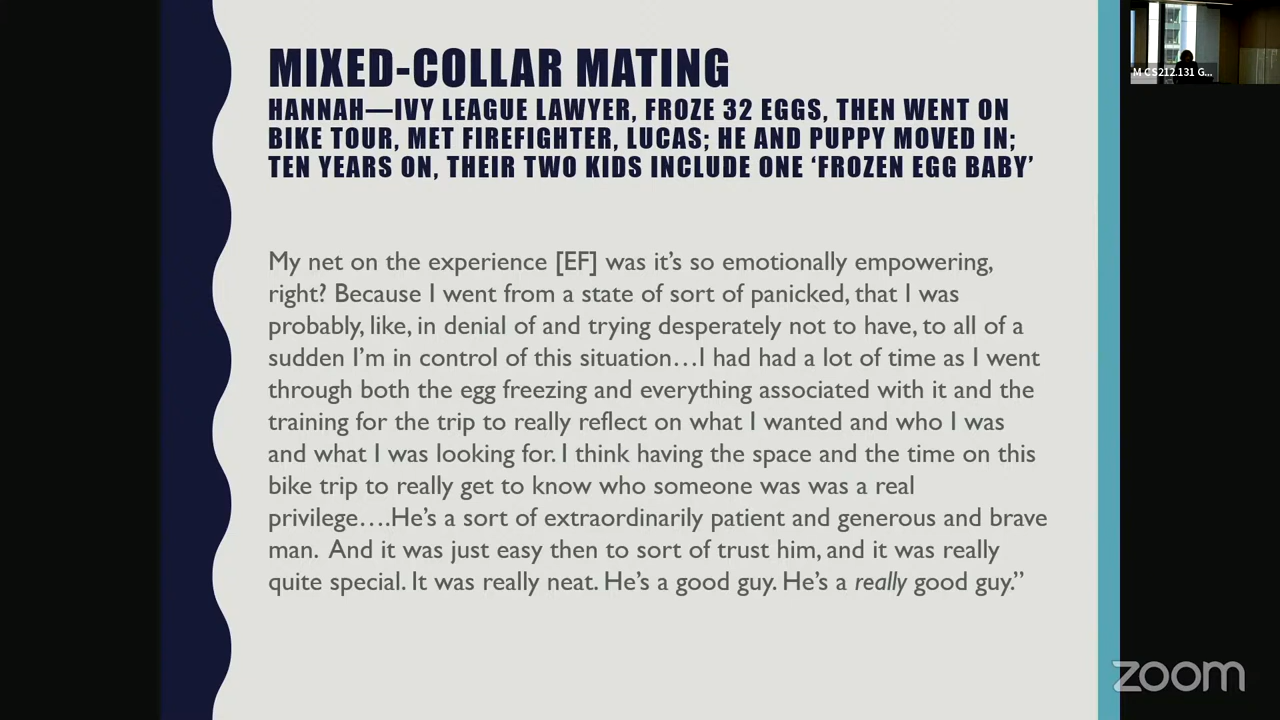 MIXED-COLLAR MATING
HANNAH—IVY LEAGUE LAWYER, FROZE 32 EGGS, THEN WENT ON
BIKE TOUR, MET FIREFIGHTER, LUCAS; HE AND PUPPY MOVED IN;
TEN YEARS ON, THEIR TWO KIDS INCLUDE ONE ‘FROZEN EGG BABY’
My net on the experience [EF] was it’s so emotionally empowering,
right? Because I went from a state of sort of panicked, that I was
probably, like, in denial of and trying desperately not to have, to all of a
sudden I’m in control of this situation…I had had a lot of time as I went
through both the egg freezing and everything associated with it and the
training for the trip to really reflect on what I wanted and who I was
and what I was looking for. I think having the space and the time on this
bike trip to really get to know who someone was was a real
privilege….He’s a sort of extraordinarily patient and generous and brave
man. And it was just easy then to sort of trust him, and it was really
quite special. It was really neat. He’s a good guy. He’s a really good guy.”
M CS212.131 G...
zoom